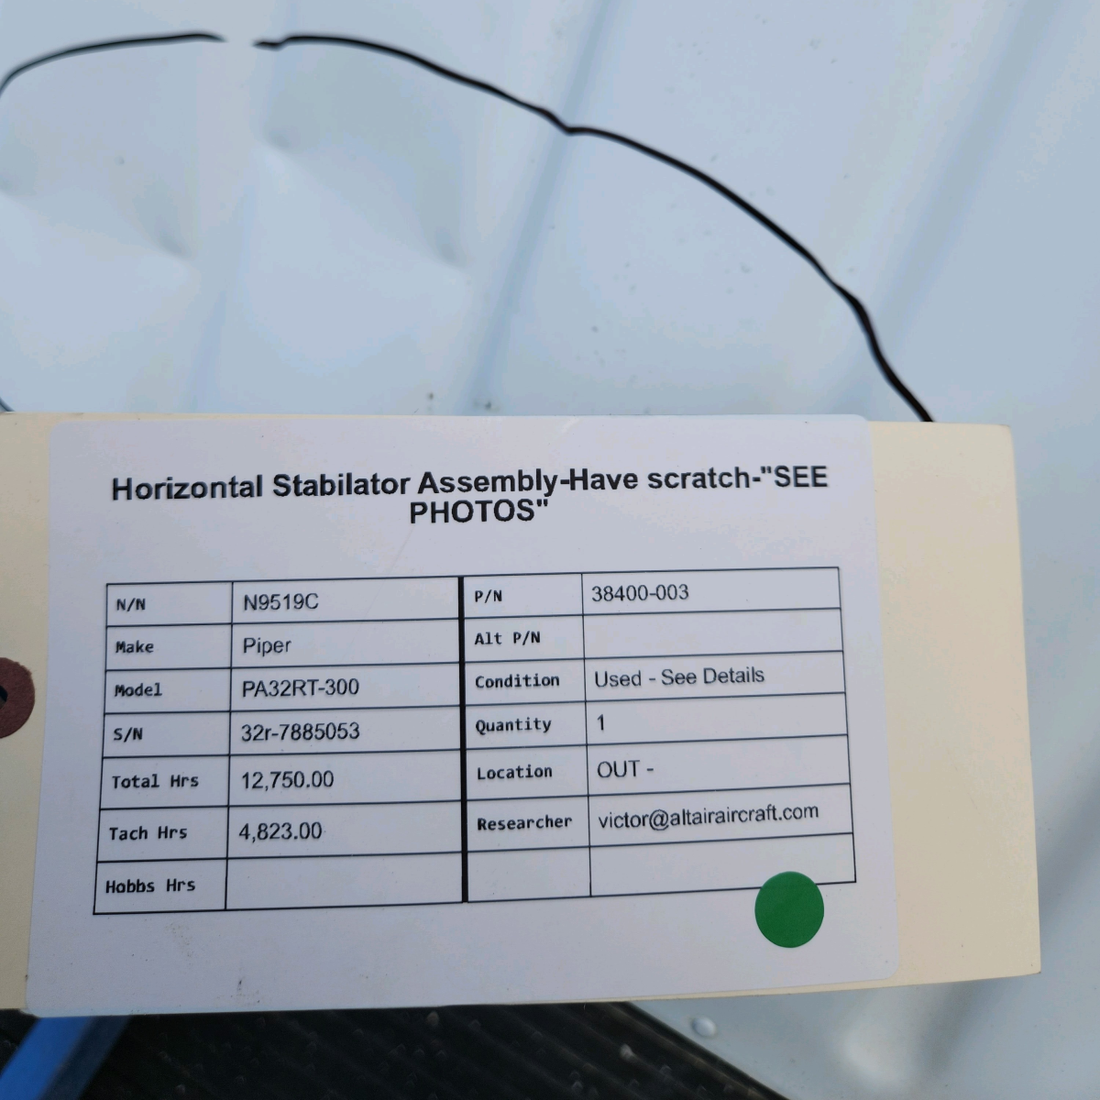 Horizontal Stabilator Assembly-Have scratch-"SEE
PHOTOS"
N/N N9519C P/N 38400-003
Make Piper Alt P/N
Model PA32RT-300 Condition Used - See Details
S/N 32r-7885053 Quantity 1
Total Hrs 12,750.00 Location OUT -
Tach Hrs 4,823.00 Researcher victor@altairaircraft.com
Hobbs Hrs